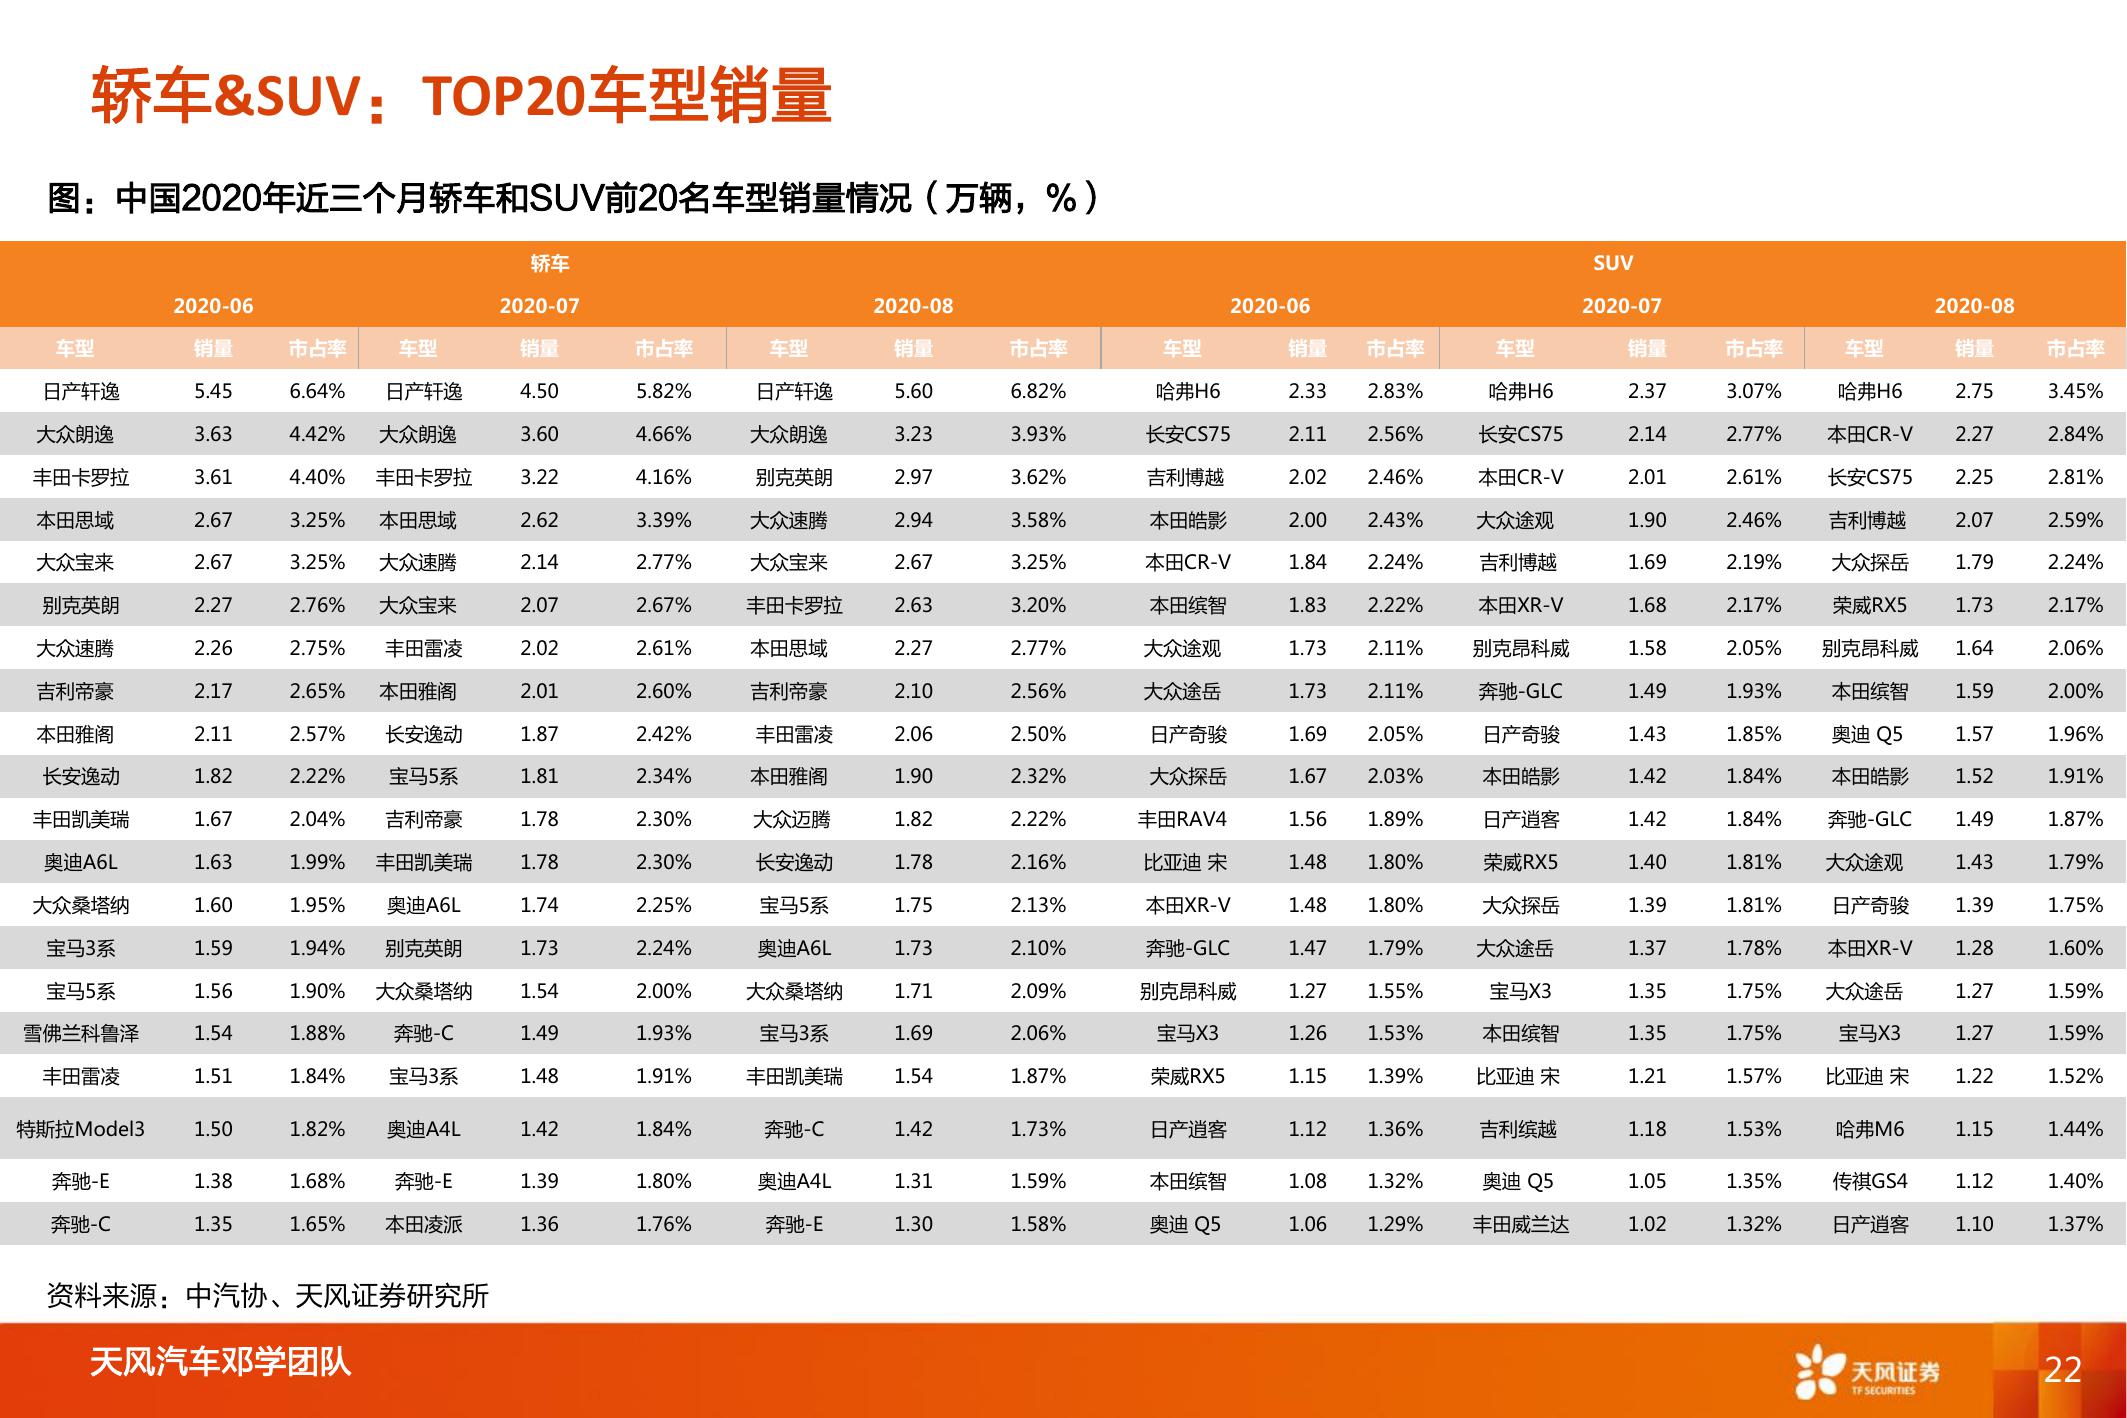 轿车&SUV：TOP20车型销量
图：中国2020年近三个月轿车和SUV前20名车型销量情况（万辆，%）
轿车 SUV
2020-06 2020-07 2020-08 2020-06 2020-07 2020-08
车型 销量 市占率 车型 销量 市占率 车型 销量 市占率 车型 销量 市占率 车型 销量 市占率 车型 销量 市占率
日产轩逸 5.45 6.64% 日产轩逸 4.50 5.82% 日产轩逸 5.60 6.82% 哈弗H6 2.33 2.83% 哈弗H6 2.37 3.07% 哈弗H6 2.75 3.45%
大众朗逸 3.63 4.42% 大众朗逸 3.60 4.66% 大众朗逸 3.23 3.93% 长安CS75 2.11 2.56% 长安CS75 2.14 2.77% 本田CR-V 2.27 2.84%
丰田卡罗拉 3.61 4.40% 丰田卡罗拉 3.22 4.16% 别克英朗 2.97 3.62% 吉利博越 2.02 2.46% 本田CR-V 2.01 2.61% 长安CS75 2.25 2.81%
本田思域 2.67 3.25% 本田思域 2.62 3.39% 大众速腾 2.94 3.58% 本田皓影 2.00 2.43% 大众途观 1.90 2.46% 吉利博越 2.07 2.59%
大众宝来 2.67 3.25% 大众速腾 2.14 2.77% 大众宝来 2.67 3.25% 本田CR-V 1.84 2.24% 吉利博越 1.69 2.19% 大众探岳 1.79 2.24%
别克英朗 2.27 2.76% 大众宝来 2.07 2.67% 丰田卡罗拉 2.63 3.20% 本田缤智 1.83 2.22% 本田XR-V 1.68 2.17% 荣威RX5 1.73 2.17%
大众速腾 2.26 2.75% 丰田雷凌 2.02 2.61% 本田思域 2.27 2.77% 大众途观 1.73 2.11% 别克昂科威 1.58 2.05% 别克昂科威 1.64 2.06%
吉利帝豪 2.17 2.65% 本田雅阁 2.01 2.60% 吉利帝豪 2.10 2.56% 大众途岳 1.73 2.11% 奔驰-GLC 1.49 1.93% 本田缤智 1.59 2.00%
本田雅阁 2.11 2.57% 长安逸动 1.87 2.42% 丰田雷凌 2.06 2.50% 日产奇骏 1.69 2.05% 日产奇骏 1.43 1.85% 奥迪 Q5 1.57 1.96%
长安逸动 1.82 2.22% 宝马5系 1.81 2.34% 本田雅阁 1.90 2.32% 大众探岳 1.67 2.03% 本田皓影 1.42 1.84% 本田皓影 1.52 1.91%
丰田凯美瑞 1.67 2.04% 吉利帝豪 1.78 2.30% 大众迈腾 1.82 2.22% 丰田RAV4 1.56 1.89% 日产逍客 1.42 1.84% 奔驰-GLC 1.49 1.87%
奥迪A6L 1.63 1.99% 丰田凯美瑞 1.78 2.30% 长安逸动 1.78 2.16% 比亚迪 宋 1.48 1.80% 荣威RX5 1.40 1.81% 大众途观 1.43 1.79%
大众桑塔纳 1.60 1.95% 奥迪A6L 1.74 2.25% 宝马5系 1.75 2.13% 本田XR-V 1.48 1.80% 大众探岳 1.39 1.81% 日产奇骏 1.39 1.75%
宝马3系 1.59 1.94% 别克英朗 1.73 2.24% 奥迪A6L 1.73 2.10% 奔驰-GLC 1.47 1.79% 大众途岳 1.37 1.78% 本田XR-V 1.28 1.60%
宝马5系 1.56 1.90% 大众桑塔纳 1.54 2.00% 大众桑塔纳 1.71 2.09% 别克昂科威 1.27 1.55% 宝马X3 1.35 1.75% 大众途岳 1.27 1.59%
雪佛兰科鲁泽 1.54 1.88% 奔驰-C 1.49 1.93% 宝马3系 1.69 2.06% 宝马X3 1.26 1.53% 本田缤智 1.35 1.75% 宝马X3 1.27 1.59%
丰田雷凌 1.51 1.84% 宝马3系 1.48 1.91% 丰田凯美瑞 1.54 1.87% 荣威RX5 1.15 1.39% 比亚迪 宋 1.21 1.57% 比亚迪 宋 1.22 1.52%
特斯拉Model3 1.50 1.82% 奥迪A4L 1.42 1.84% 奔驰-C 1.42 1.73% 日产逍客 1.12 1.36% 吉利缤越 1.18 1.53% 哈弗M6 1.15 1.44%
奔驰-E 1.38 1.68% 奔驰-E 1.39 1.80% 奥迪A4L 1.31 1.59% 本田缤智 1.08 1.32% 奥迪 Q5 1.05 1.35% 传祺GS4 1.12 1.40%
奔驰-C 1.35 1.65% 本田凌派 1.36 1.76% 奔驰-E 1.30 1.58% 奥迪 Q5 1.06 1.29% 丰田威兰达 1.02 1.32% 日产逍客 1.10 1.37%
资料来源：中汽协、天风证券研究所
天风汽车邓学团队
天风证券
TF SECURITIES
22